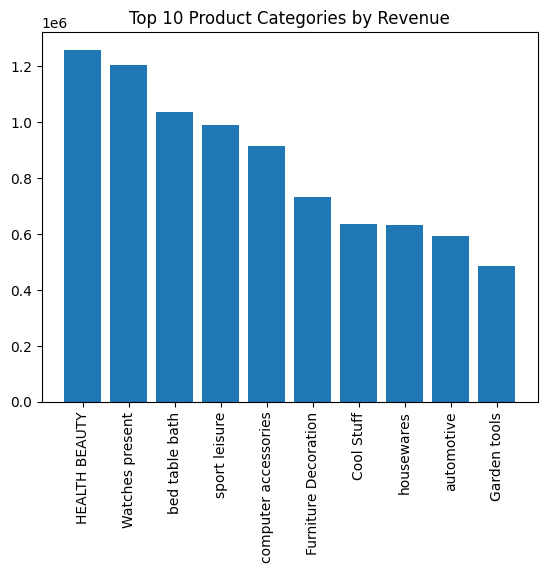 Top 10 Product Categories by Revenue
1e6
1.2
1.0
0.8
0.6
0.4
0.2
0.0
HEALTH BEAUTY
Watches present
bed table bath
sport leisure
computer accessories
Furniture Decoration
Cool Stuff
housewares
automotive
Garden tools